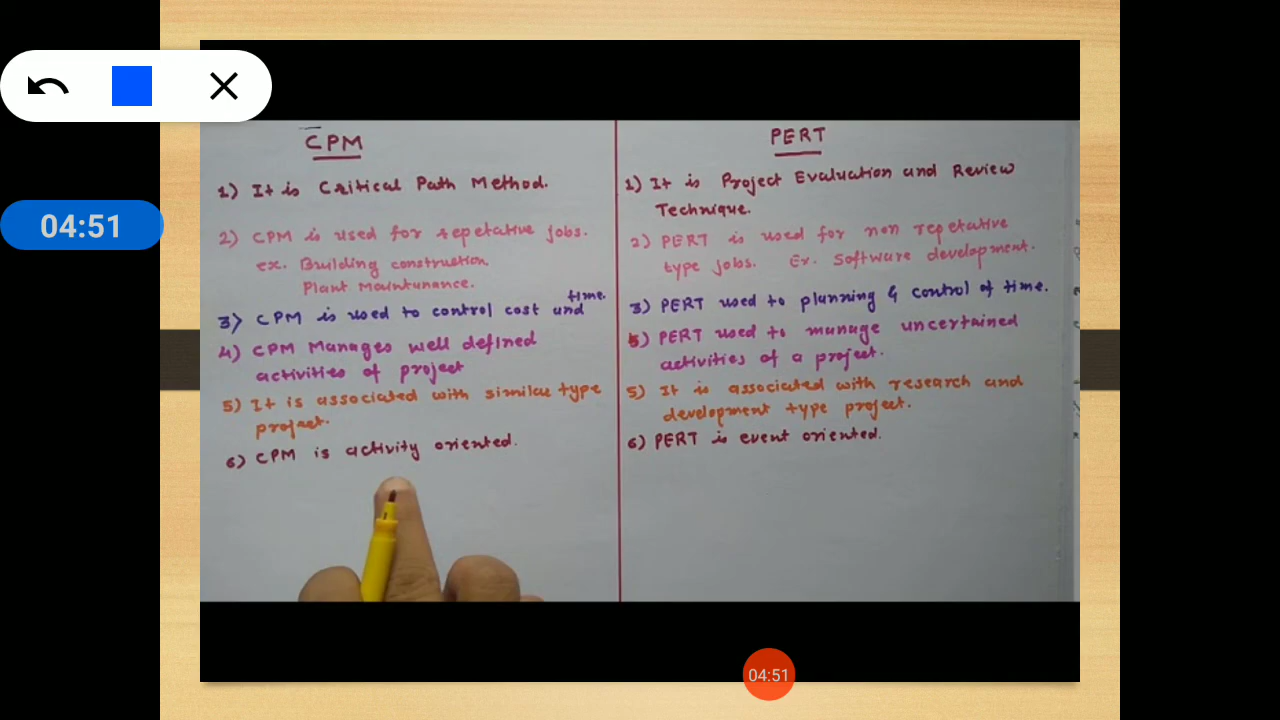 04:51
CPM
1) It is Critical Path Method.
2) CPM is used for repetative jobs.
ex. Building construction
Plant Maintunance.
3) CPM is used to control cost and time.
4) CPM Manages well defined
activities of project
5) It is associated with similar type
project.
6) CPM is activity oriented.
PERT
1) It is Project Evaluation and Review
Technique.
2) PERT is used for non repetative
type jobs. Ex. Software development.
3) PERT used to planning & control of time.
5) PERT used to manage uncertained
activities of a project.
5) It is associated with research and
development type project.
6) PERT is event oriented.
04:51